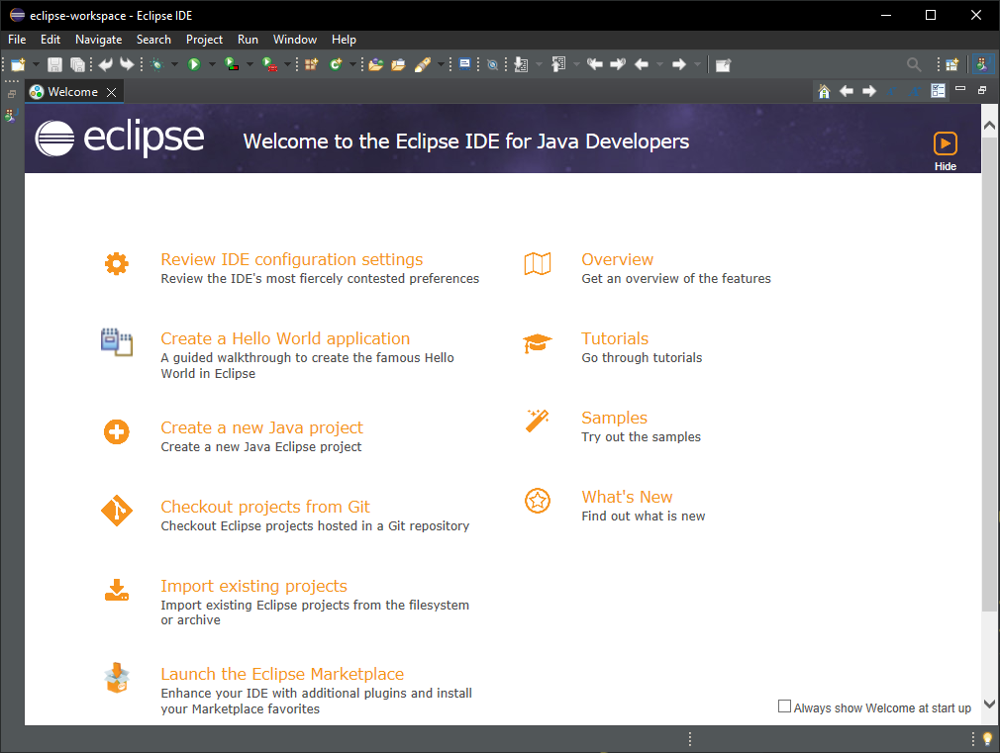 eclipse-workspace - Eclipse IDE
File Edit Navigate Search Project Run Window Help
Welcome
eclipse
Welcome to the Eclipse IDE for Java Developers
Hide
Review IDE configuration settings
Review the IDE's most fiercely contested preferences
Create a Hello World application
A guided walkthrough to create the famous Hello
World in Eclipse
Create a new Java project
Create a new Java Eclipse project
Checkout projects from Git
Checkout Eclipse projects hosted in a Git repository
Import existing projects
Import existing Eclipse projects from the filesystem
or archive
Launch the Eclipse Marketplace
Enhance your IDE with additional plugins and install
your Marketplace favorites
Overview
Get an overview of the features
Tutorials
Go through tutorials
Samples
Try out the samples
What's New
Find out what is new
Always show Welcome at start up